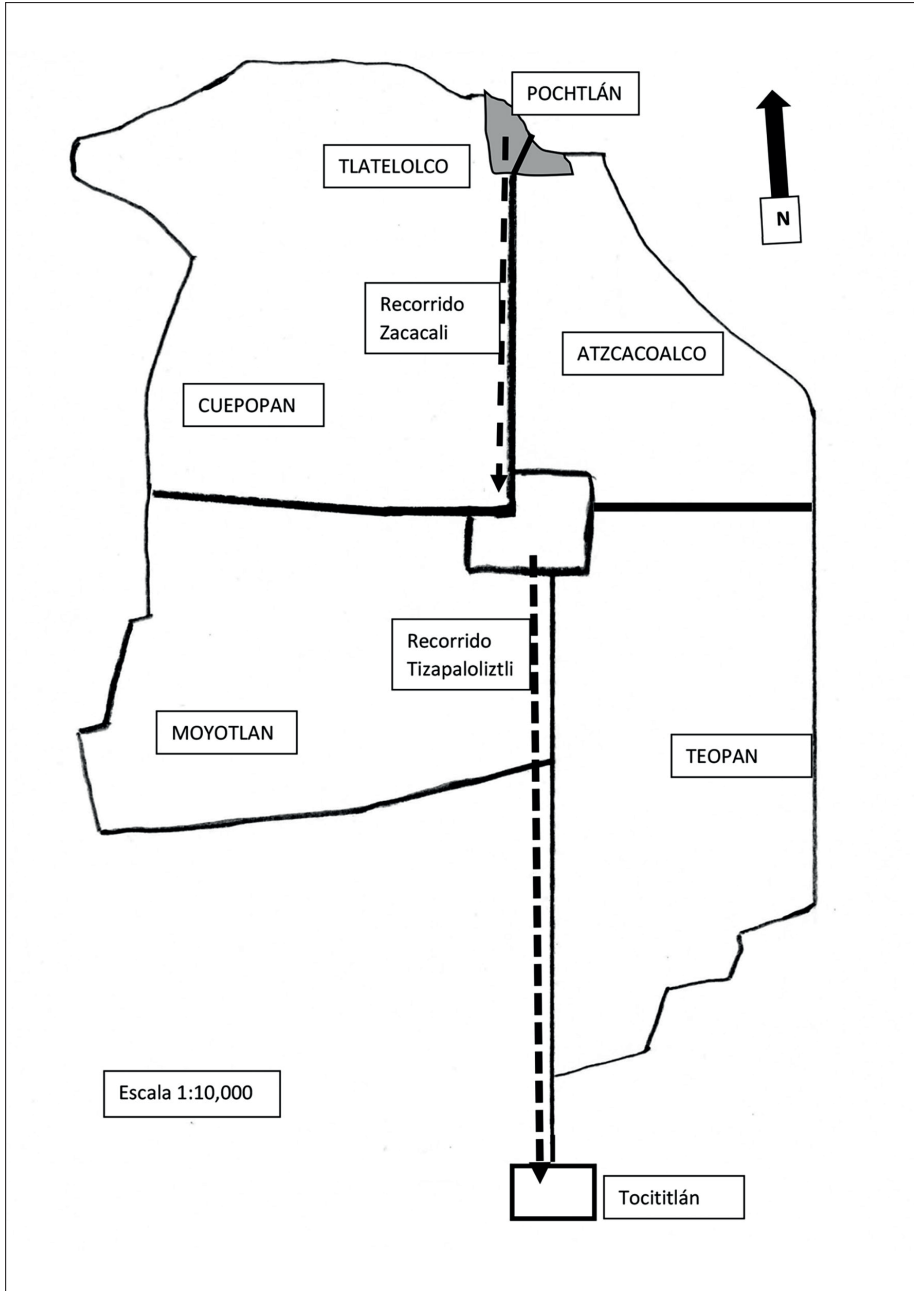 POCHTLÁN
TLATELOLCO
N
Recorrido
Zacacali
ATZCACOALCO
CUEPOPAN
Recorrido
Tizapaloliztli
MOYOTLAN
TEOPAN
Escala 1:10,000
Tocititlán